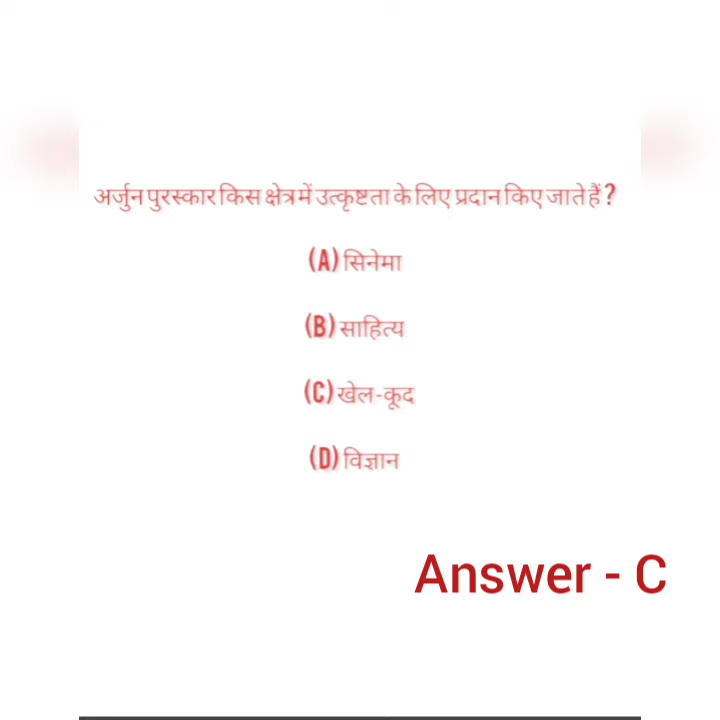 अर्जुन पुरस्कार किस क्षेत्र में उत्कृष्टता के लिए प्रदान किए जाते हैं ?
(A) सिनेमा
(B) साहित्य
(C) खेल-कूद
(D) विज्ञान
Answer - C